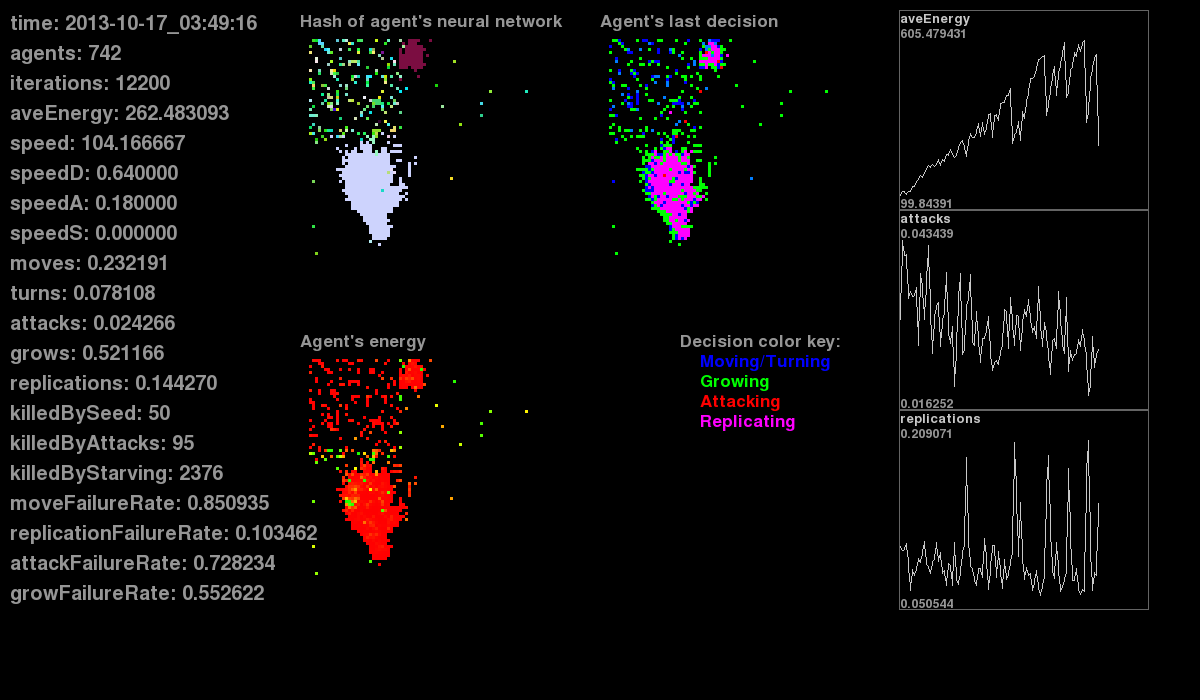 time: 2013-10-17_03:49:16
agents: 742
iterations: 12200
aveEnergy: 262.483093
speed: 104.166667
speedD: 0.640000
speedA: 0.180000
speedS: 0.000000
moves: 0.232191
turns: 0.078108
attacks: 0.024266
grows: 0.521166
replications: 0.144270
killedBySeed: 50
killedByAttacks: 95
killedByStarving: 2376
moveFailureRate: 0.850935
replicationFailureRate: 0.103462
attackFailureRate: 0.728234
growFailureRate: 0.552622
Hash of agent's neural network
Agent's last decision
Agent's energy
Decision color key:
Moving/Turning
Growing
Attacking
Replicating
aveEnergy
605.479431
99.84391
attacks
0.043439
0.016252
replications
0.209071
0.050544